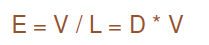 E = V / L = D * V